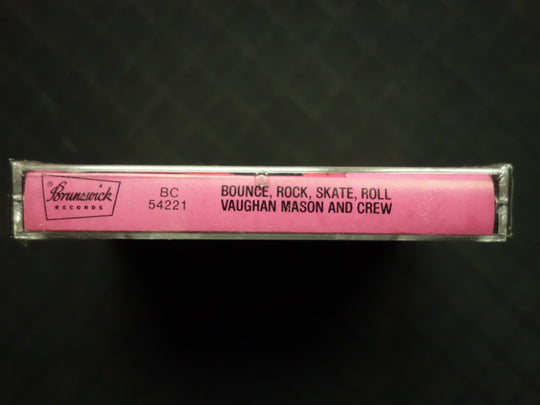 ® Brunswick
RECORDS
BC
54221
BOUNCE, ROCK, SKATE, ROLL
VAUGHAN MASON AND CREW